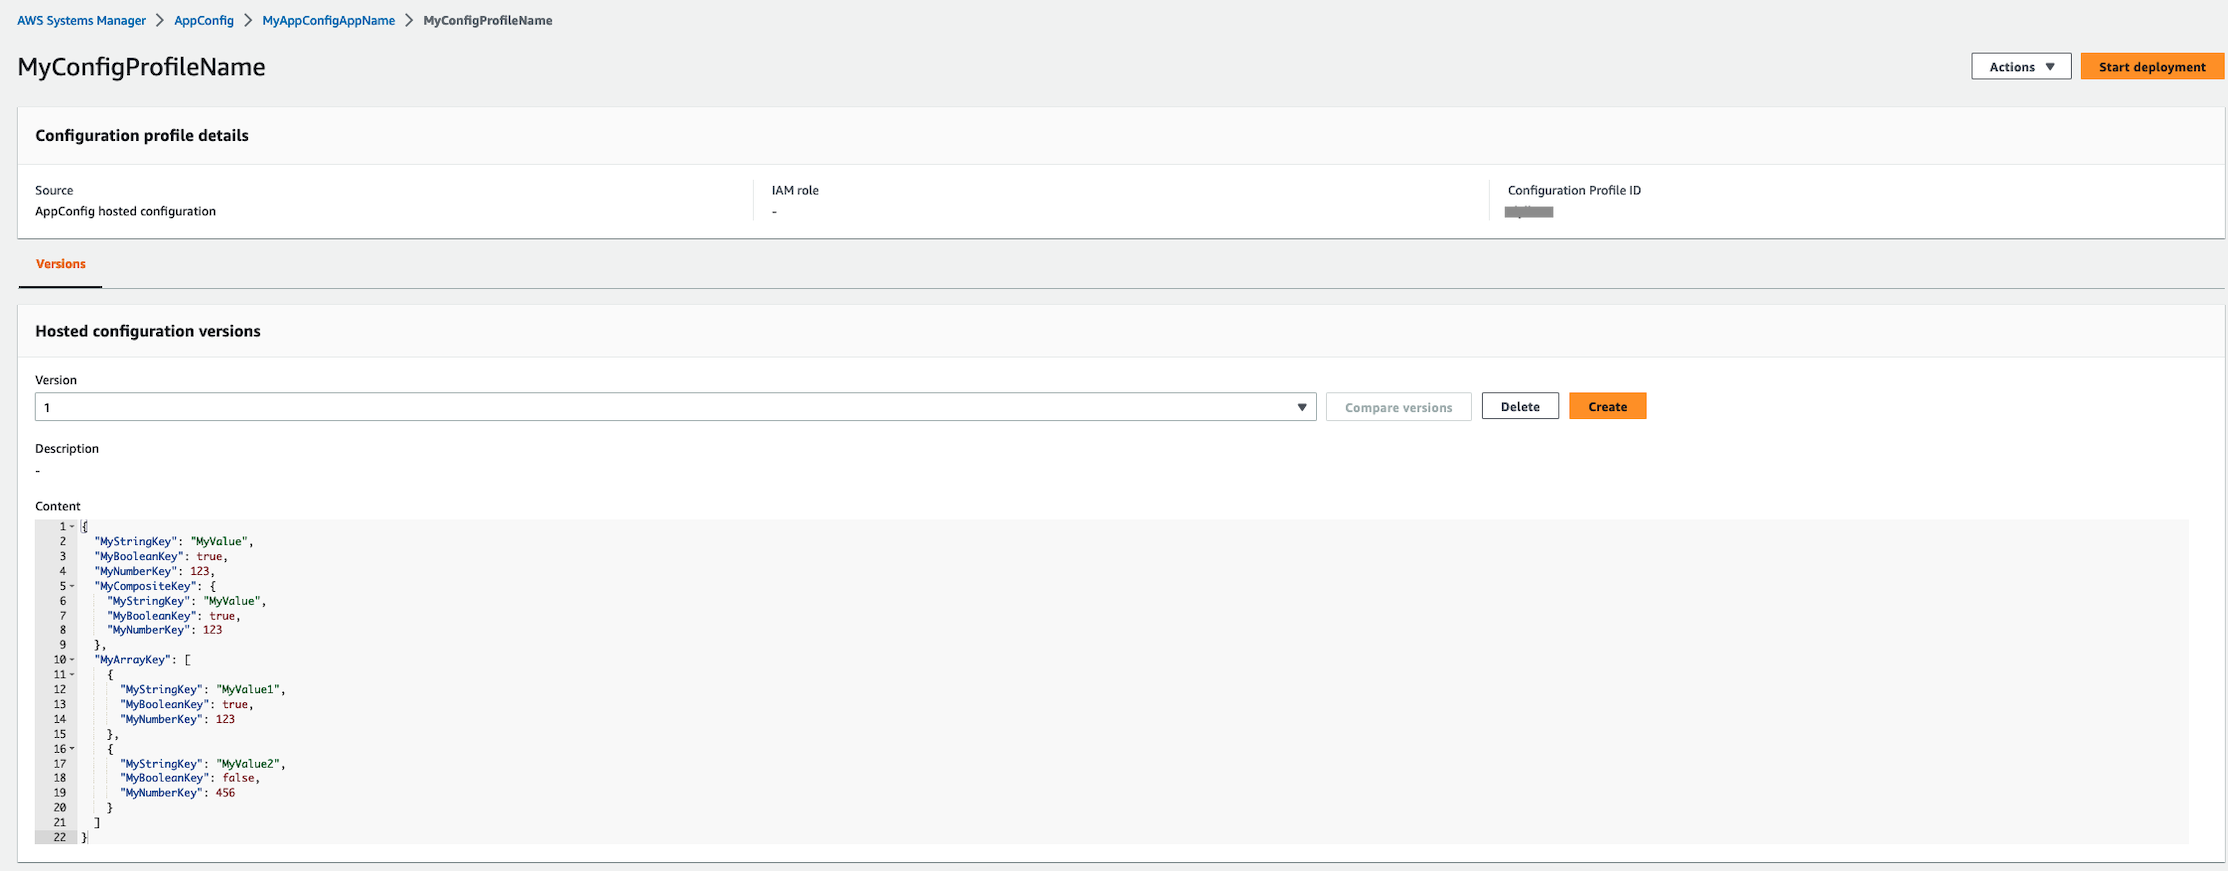 AWS Systems Manager > AppConfig > MyAppConfigAppName > MyConfigProfileName
MyConfigProfileName
Actions ▼ Start deployment
Configuration profile details
Source
AppConfig hosted configuration
IAM role
-
Configuration Profile ID
Versions
Hosted configuration versions
Version
1 ▼ Compare versions Delete Create
Description
-
Content
1 {
2 "MyStringKey": "MyValue",
3 "MyBooleanKey": true,
4 "MyNumberKey": 123,
5 "MyCompositeKey": {
6 "MyStringKey": "MyValue",
7 "MyBooleanKey": true,
8 "MyNumberKey": 123
9 },
10 "MyArrayKey": [
11 {
12 "MyStringKey": "MyValue1",
13 "MyBooleanKey": true,
14 "MyNumberKey": 123
15 },
16 {
17 "MyStringKey": "MyValue2",
18 "MyBooleanKey": false,
19 "MyNumberKey": 456
20 }
21 ]
22 }